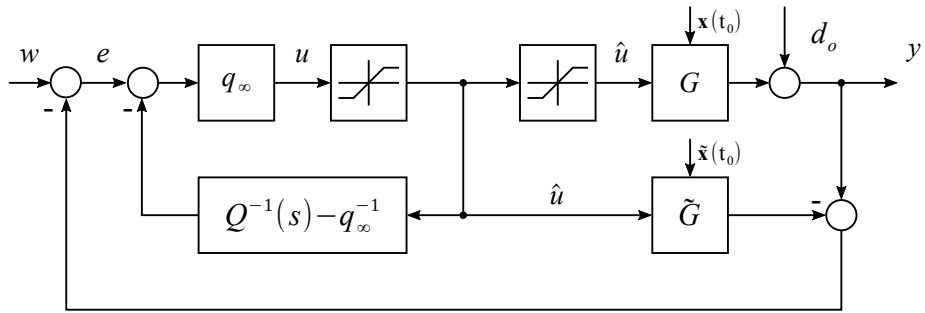 w
e
-
-
q∞
u
û
x(t₀)
G
dₒ
y
Q⁻¹(s)−q∞⁻¹
û
x̃(t₀)
G̃
-